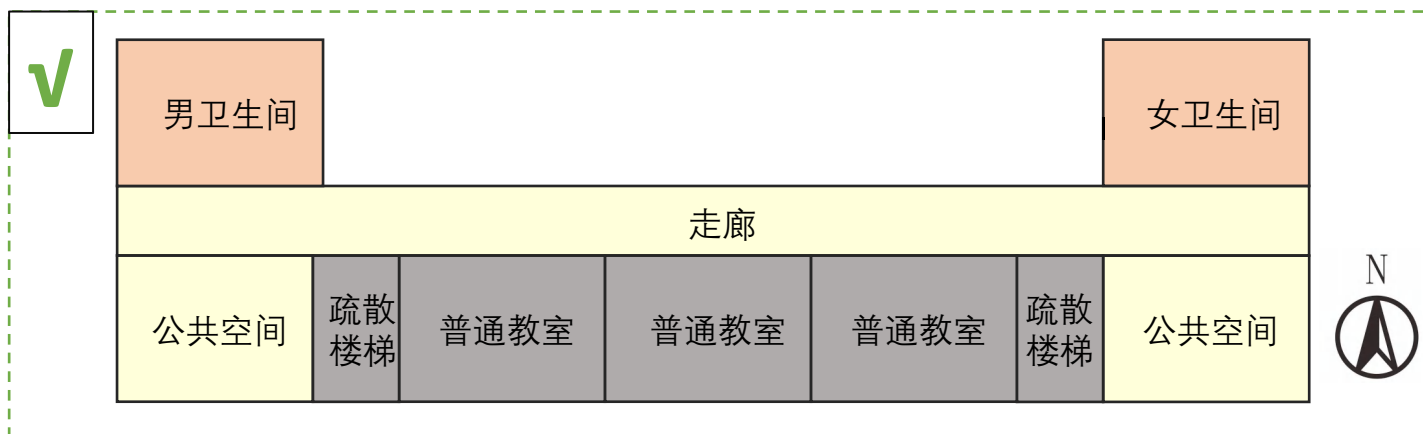 √
男卫生间
女卫生间
走廊
N
公共空间
疏散
楼梯
普通教室
普通教室
普通教室
疏散
楼梯
公共空间